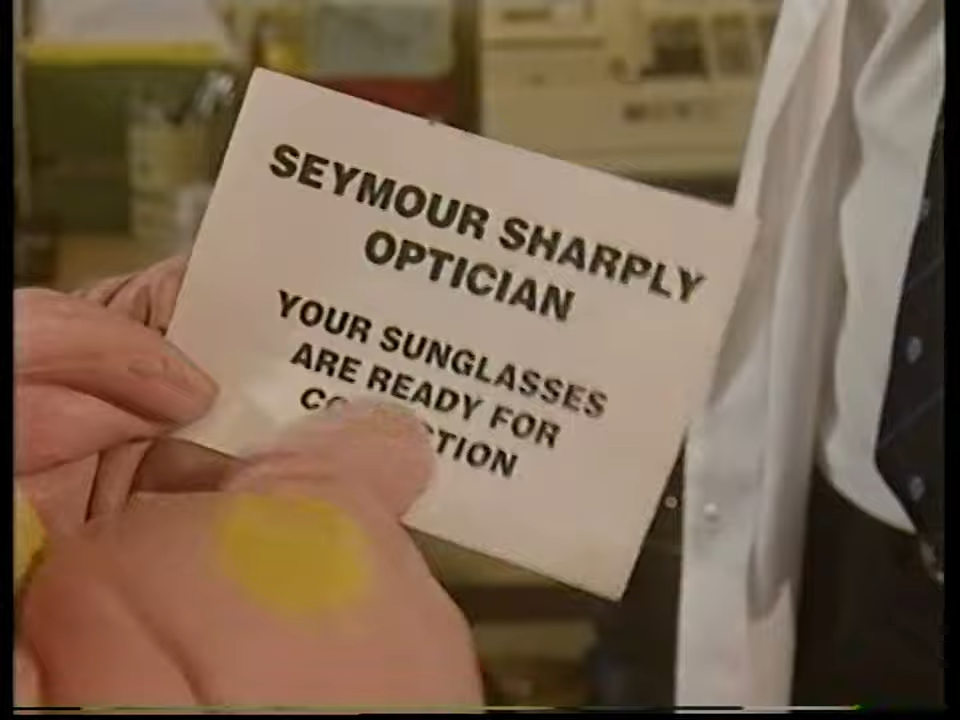 SEYMOUR SHARPLY
OPTICIAN
YOUR SUNGLASSES
ARE READY FOR